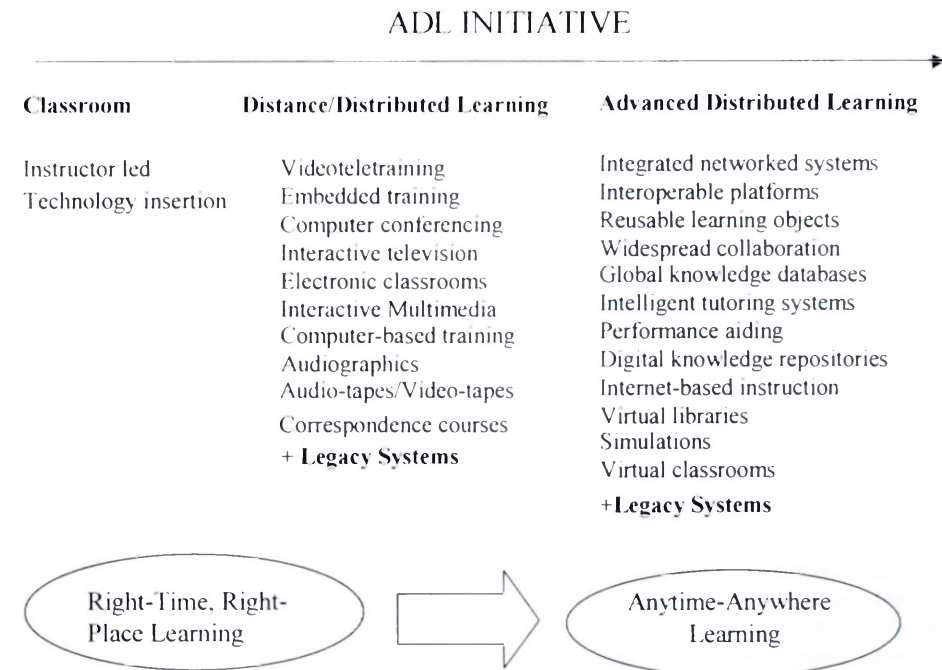 ADL INITIATIVE
Classroom
Instructor led
Technology insertion
Distance/Distributed Learning
Videoteletraining
Embedded training
Computer conferencing
Interactive television
Electronic classrooms
Interactive Multimedia
Computer-based training
Audiographics
Audio-tapes/Video-tapes
Correspondence courses
+ Legacy Systems
Advanced Distributed Learning
Integrated networked systems
Interoperable platforms
Reusable learning objects
Widespread collaboration
Global knowledge databases
Intelligent tutoring systems
Performance aiding
Digital knowledge repositories
Internet-based instruction
Virtual libraries
Simulations
Virtual classrooms
+Legacy Systems
Right-Time, Right-
Place Learning
Anytime-Anywhere
Learning